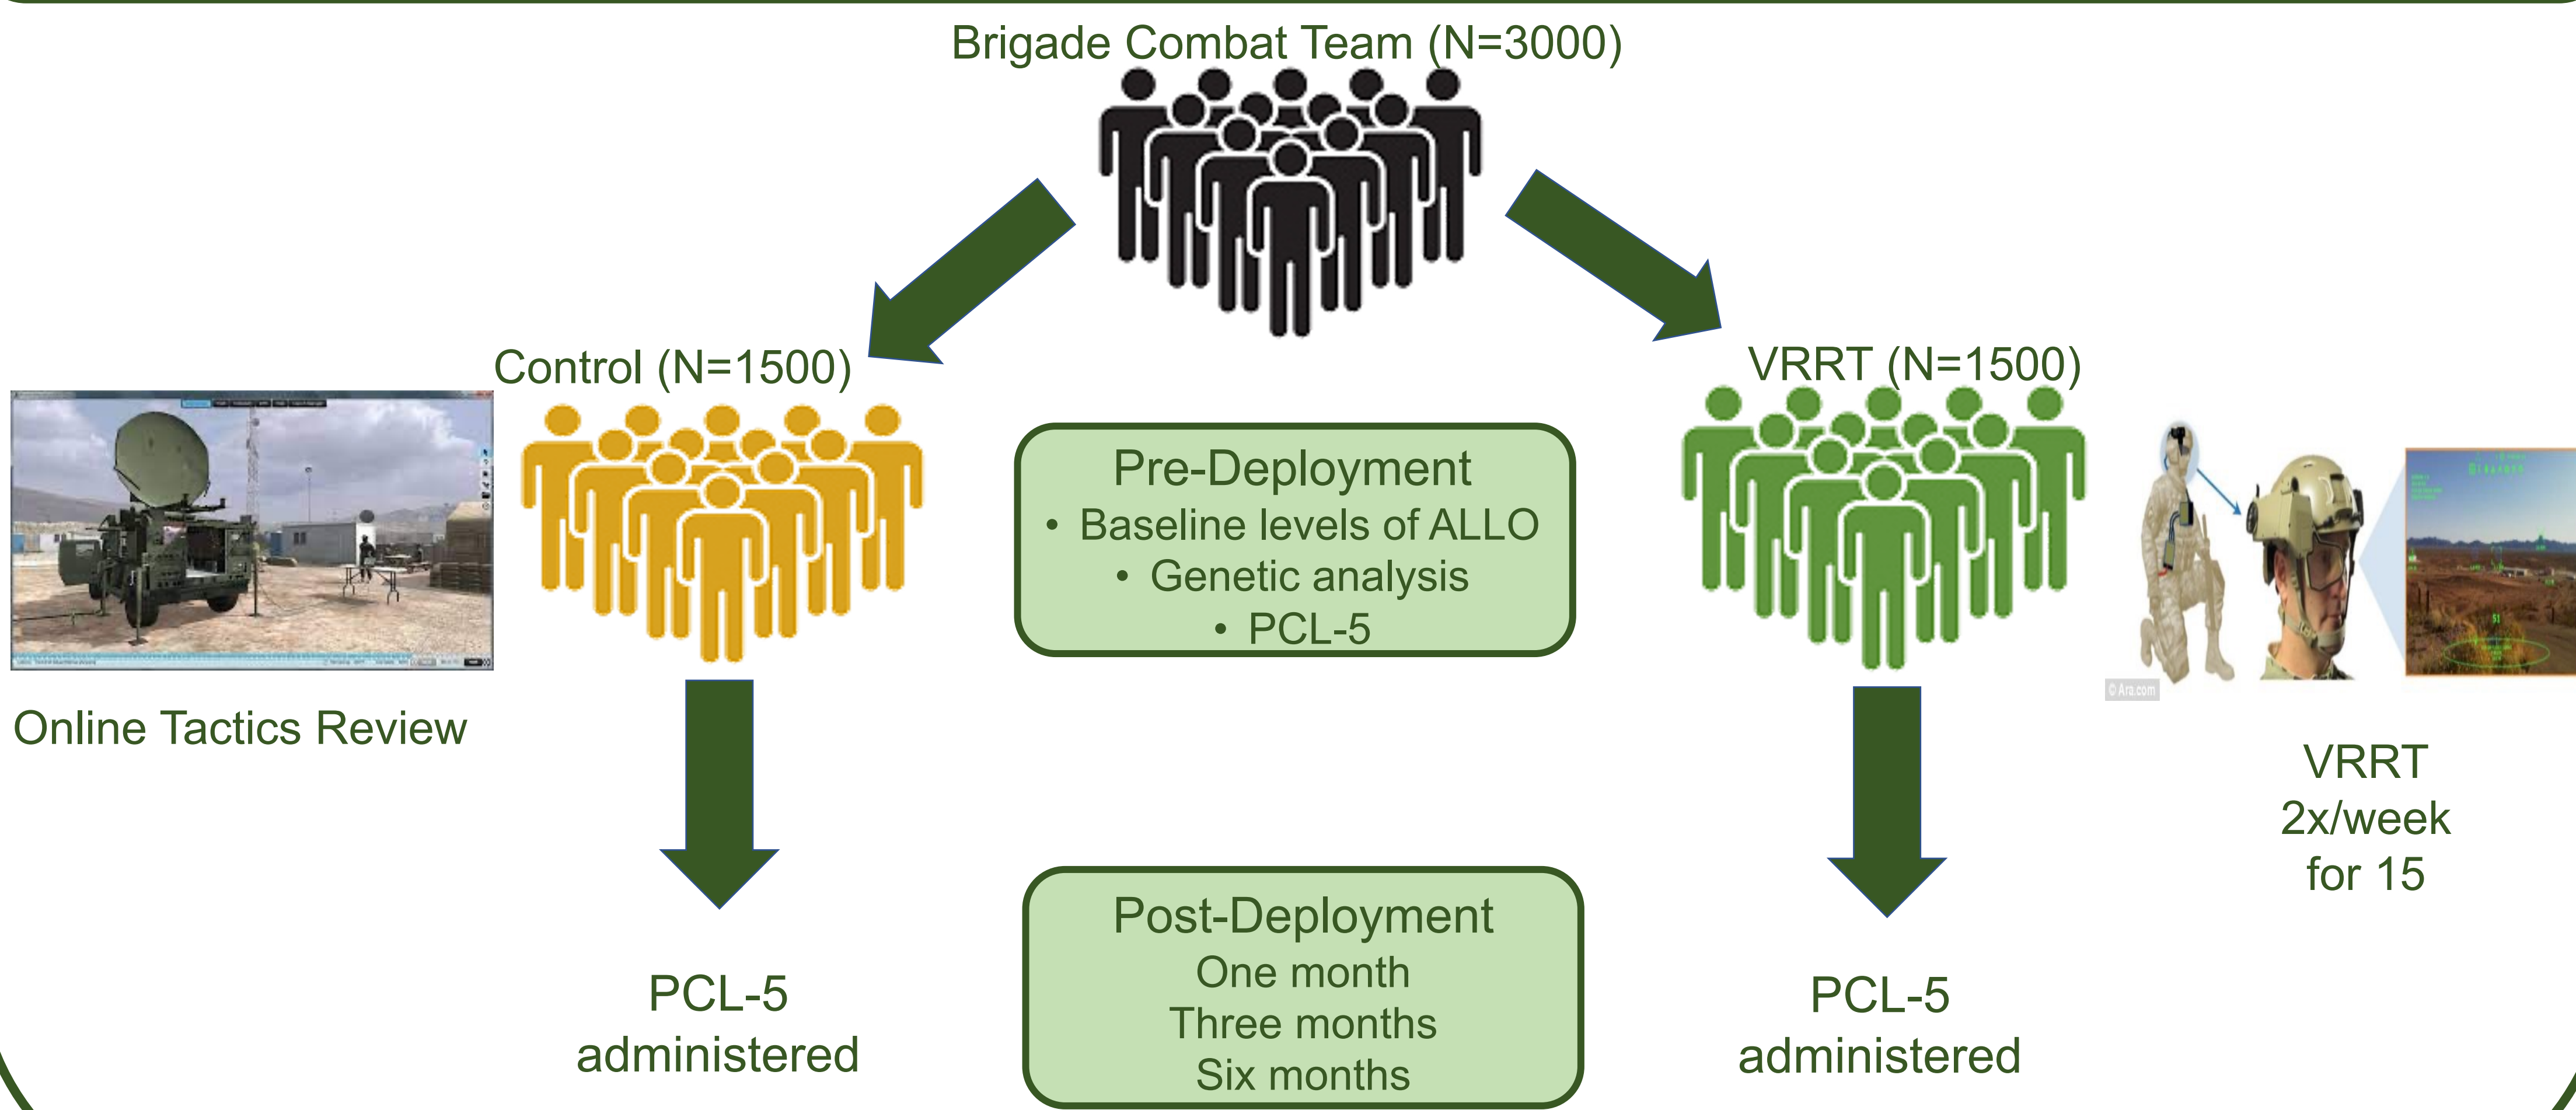 Brigade Combat Team (N=3000)
Control (N=1500)
VRRT (N=1500)
Pre-Deployment
• Baseline levels of ALLO
• Genetic analysis
• PCL-5
© Ara.com
Online Tactics Review
VRRT
2x/week
for 15
Post-Deployment
One month
Three months
Six months
PCL-5
administered
PCL-5
administered